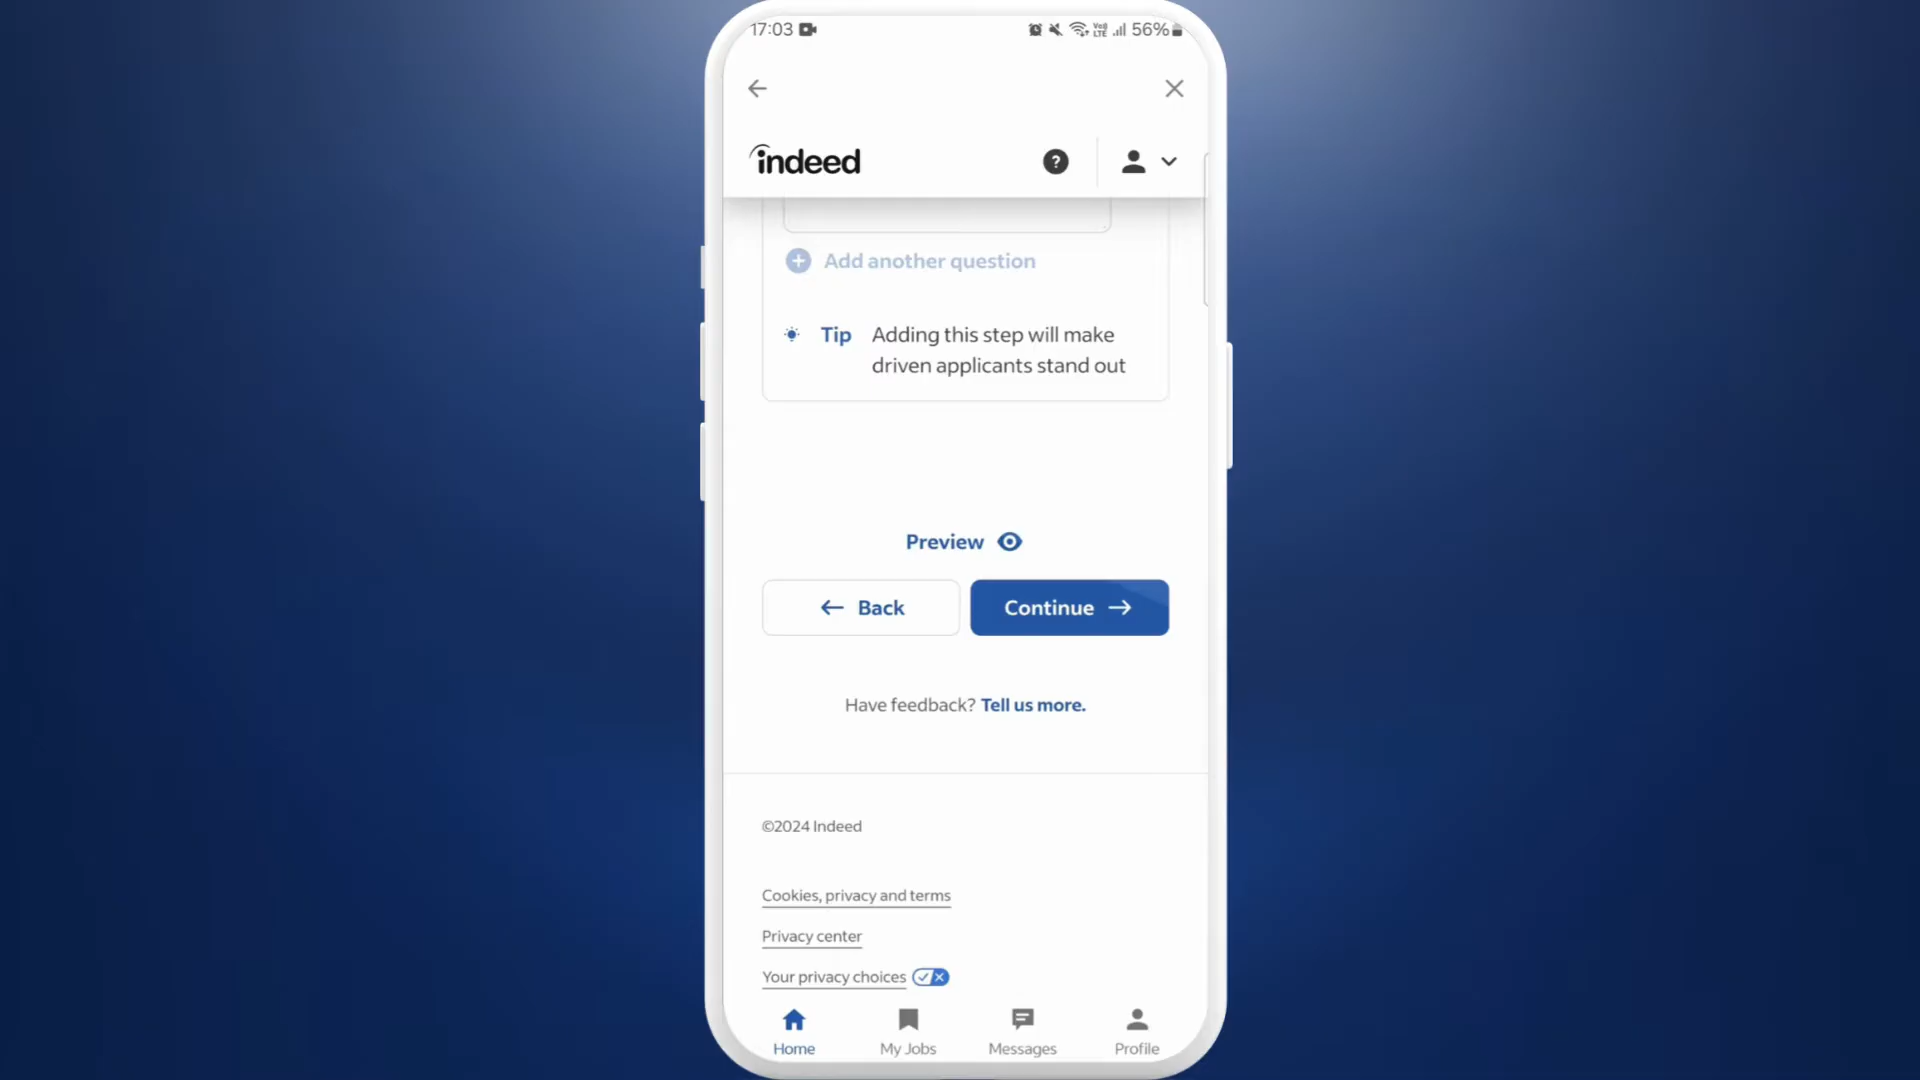 17:03
Vo)) LTE
56%
indeed
?
Add another question
Tip
Adding this step will make
driven applicants stand out
Preview
Back
Continue
Have feedback? Tell us more.
©2024 Indeed
Cookies, privacy and terms
Privacy center
Your privacy choices
Home
My Jobs
Messages
Profile